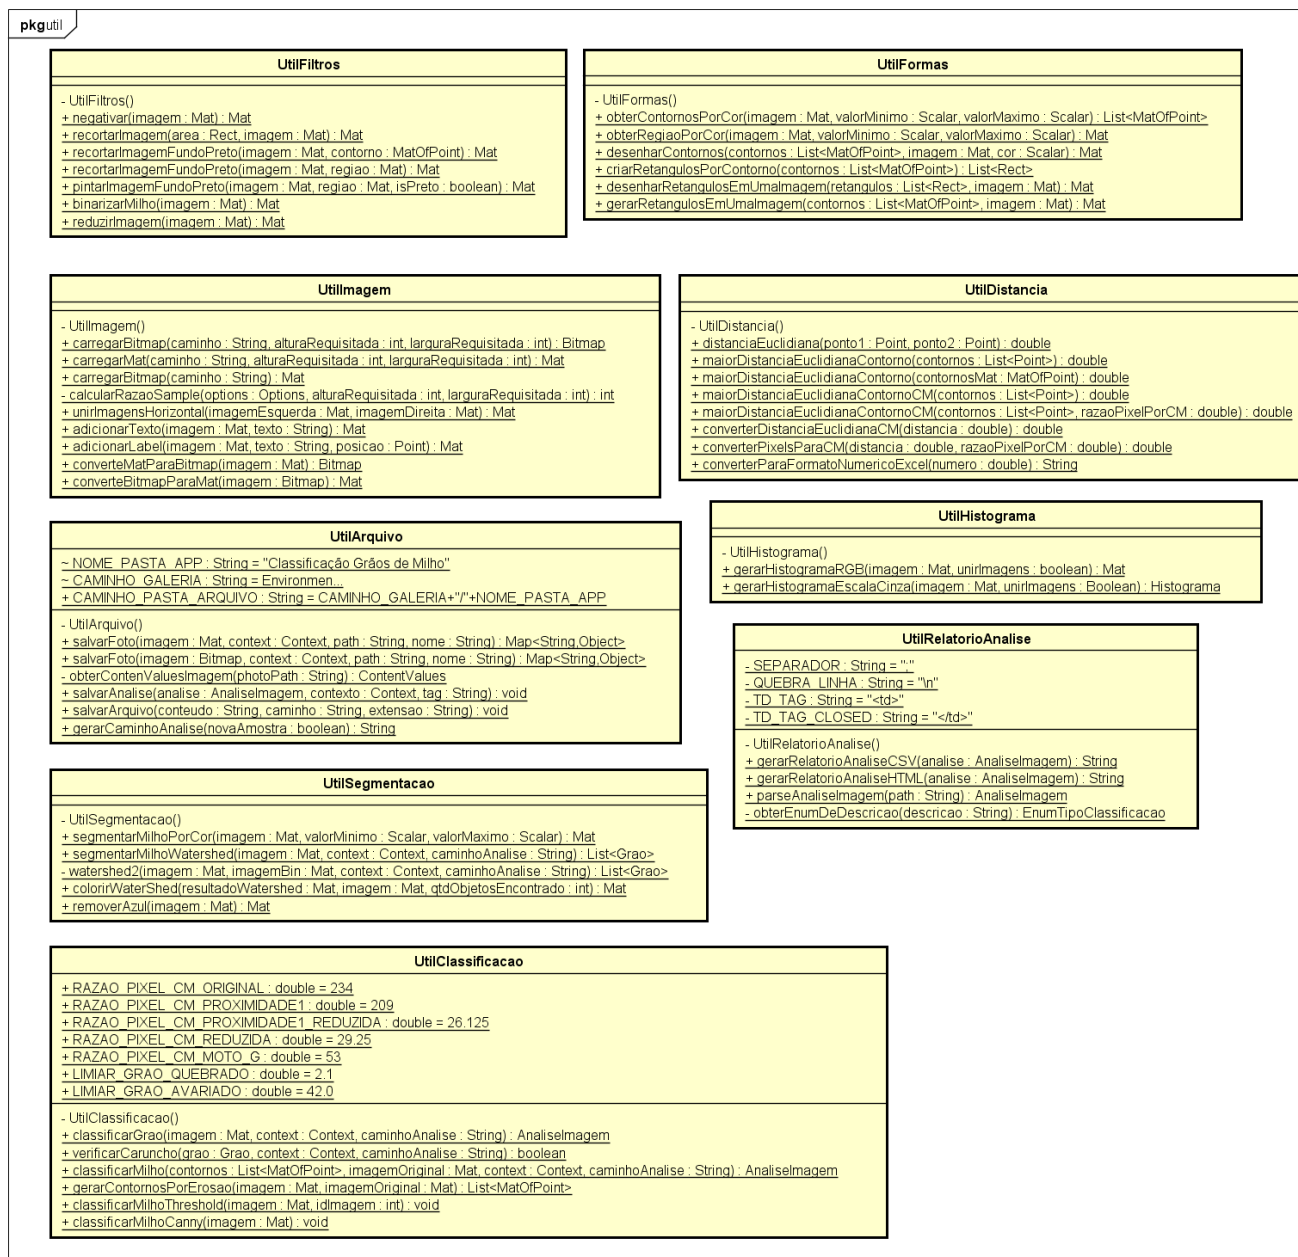 pkg util
UtilFiltros
- UtilFiltros()
+ negativar(imagem : Mat) : Mat
+ recortarImagem(area : Rect, imagem : Mat) : Mat
+ recortarImagemFundoPreto(imagem : Mat, contorno : MatOfPoint) : Mat
+ recortarImagemFundoPreto(imagem : Mat, regiao : Mat) : Mat
+ pintarImagemFundoPreto(imagem : Mat, regiao : Mat, isPreto : boolean) : Mat
+ binarizarMilho(imagem : Mat) : Mat
+ reduzirImagem(imagem : Mat) : Mat
UtilFormas
- UtilFormas()
+ obterContornosPorCor(imagem : Mat, valorMinimo : Scalar, valorMaximo : Scalar) : List<MatOfPoint>
+ obterRegiaoPorCor(imagem : Mat, valorMinimo : Scalar, valorMaximo : Scalar) : Mat
+ desenharContornos(contornos : List<MatOfPoint>, imagem : Mat, cor : Scalar) : Mat
+ criarRetangulosPorContorno(contornos : List<MatOfPoint>) : List<Rect>
+ desenharRetangulosEmUmaImagem(retangulos : List<Rect>, imagem : Mat) : Mat
+ gerarRetangulosEmUmaImagem(contornos : List<MatOfPoint>, imagem : Mat) : Mat
UtilImagem
- UtilImagem()
+ carregarBitmap(caminho : String, alturaRequisitada : int, larguraRequisitada : int) : Bitmap
+ carregarMat(caminho : String, alturaRequisitada : int, larguraRequisitada : int) : Mat
+ carregarBitmap(caminho : String) : Mat
- calcularRazaoSample(options : Options, alturaRequisitada : int, larguraRequisitada : int) : int
+ unirImagensHorizontal(imagemEsquerda : Mat, imagemDireita : Mat) : Mat
+ adicionarTexto(imagem : Mat, texto : String) : Mat
+ adicionarLabel(imagem : Mat, texto : String, posicao : Point) : Mat
+ converteMatParaBitmap(imagem : Mat) : Bitmap
+ converteBitmapParaMat(imagem : Bitmap) : Mat
UtilDistancia
- UtilDistancia()
+ distanciaEuclidiana(ponto1 : Point, ponto2 : Point) : double
+ maiorDistanciaEuclidianaContorno(contornos : List<Point>) : double
+ maiorDistanciaEuclidianaContorno(contornosMat : MatOfPoint) : double
+ maiorDistanciaEuclidianaContornoCM(contornos : List<Point>) : double
+ maiorDistanciaEuclidianaContornoCM(contornos : List<Point>, razaoPixelPorCM : double) : double
+ converterDistanciaEuclidianaCM(distancia : double) : double
+ converterPixelsParaCM(distancia : double, razaoPixelPorCM : double) : double
+ converterParaFormatoNumericoExcel(numero : double) : String
UtilArquivo
~ NOME_PASTA_APP : String = "Classificação Grãos de Milho"
~ CAMINHO_GALERIA : String = Environmen...
+ CAMINHO_PASTA_ARQUIVO : String = CAMINHO_GALERIA+"/"+NOME_PASTA_APP
- UtilArquivo()
+ salvarFoto(imagem : Mat, context : Context, path : String, nome : String) : Map<String,Object>
+ salvarFoto(imagem : Bitmap, context : Context, path : String, nome : String) : Map<String,Object>
- obterContenValuesImagem(photoPath : String) : ContentValues
+ salvarAnalise(analise : AnaliseImagem, contexto : Context, tag : String) : void
+ salvarArquivo(conteudo : String, caminho : String, extensao : String) : void
+ gerarCaminhoAnalise(novaAmostra : boolean) : String
UtilHistograma
- UtilHistograma()
+ gerarHistogramaRGB(imagem : Mat, unirImagens : boolean) : Mat
+ gerarHistogramaEscalaCinza(imagem : Mat, unirImagens : Boolean) : Histograma
UtilRelatorioAnalise
- SEPARADOR : String = ";"
- QUEBRA_LINHA : String = "\n"
- TD_TAG : String = "<td>"
- TD_TAG_CLOSED : String = "</td>"
- UtilRelatorioAnalise()
+ gerarRelatorioAnaliseCSV(analise : AnaliseImagem) : String
+ gerarRelatorioAnaliseHTML(analise : AnaliseImagem) : String
+ parseAnaliseImagem(path : String) : AnaliseImagem
- obterEnumDeDescricao(descricao : String) : EnumTipoClassificacao
UtilSegmentacao
- UtilSegmentacao()
+ segmentarMilhoPorCor(imagem : Mat, valorMinimo : Scalar, valorMaximo : Scalar) : Mat
+ segmentarMilhoWatershed(imagem : Mat, context : Context, caminhoAnalise : String) : List<Grao>
- watershed2(imagem : Mat, imagemBin : Mat, context : Context, caminhoAnalise : String) : List<Grao>
+ colorirWaterShed(resultadoWatershed : Mat, imagem : Mat, qtdObjetosEncontrado : int) : Mat
+ removerAzul(imagem : Mat) : Mat
UtilClassificacao
+ RAZAO_PIXEL_CM_ORIGINAL : double = 234
+ RAZAO_PIXEL_CM_PROXIMIDADE1 : double = 209
+ RAZAO_PIXEL_CM_PROXIMIDADE1_REDUZIDA : double = 26.125
+ RAZAO_PIXEL_CM_REDUZIDA : double = 29.25
+ RAZAO_PIXEL_CM_MOTO_G : double = 53
+ LIMIAR_GRAO_QUEBRADO : double = 2.1
+ LIMIAR_GRAO_AVARIADO : double = 42.0
- UtilClassificacao()
+ classificarGrao(imagem : Mat, context : Context, caminhoAnalise : String) : AnaliseImagem
+ verificarCaruncho(grao : Grao, context : Context, caminhoAnalise : String) : boolean
+ classificarMilho(contornos : List<MatOfPoint>, imagemOriginal : Mat, context : Context, caminhoAnalise : String) : AnaliseImagem
+ gerarContornosPorErosao(imagem : Mat, imagemOriginal : Mat) : List<MatOfPoint>
+ classificarMilhoThreshold(imagem : Mat, idImagem : int) : void
+ classificarMilhoCanny(imagem : Mat) : void